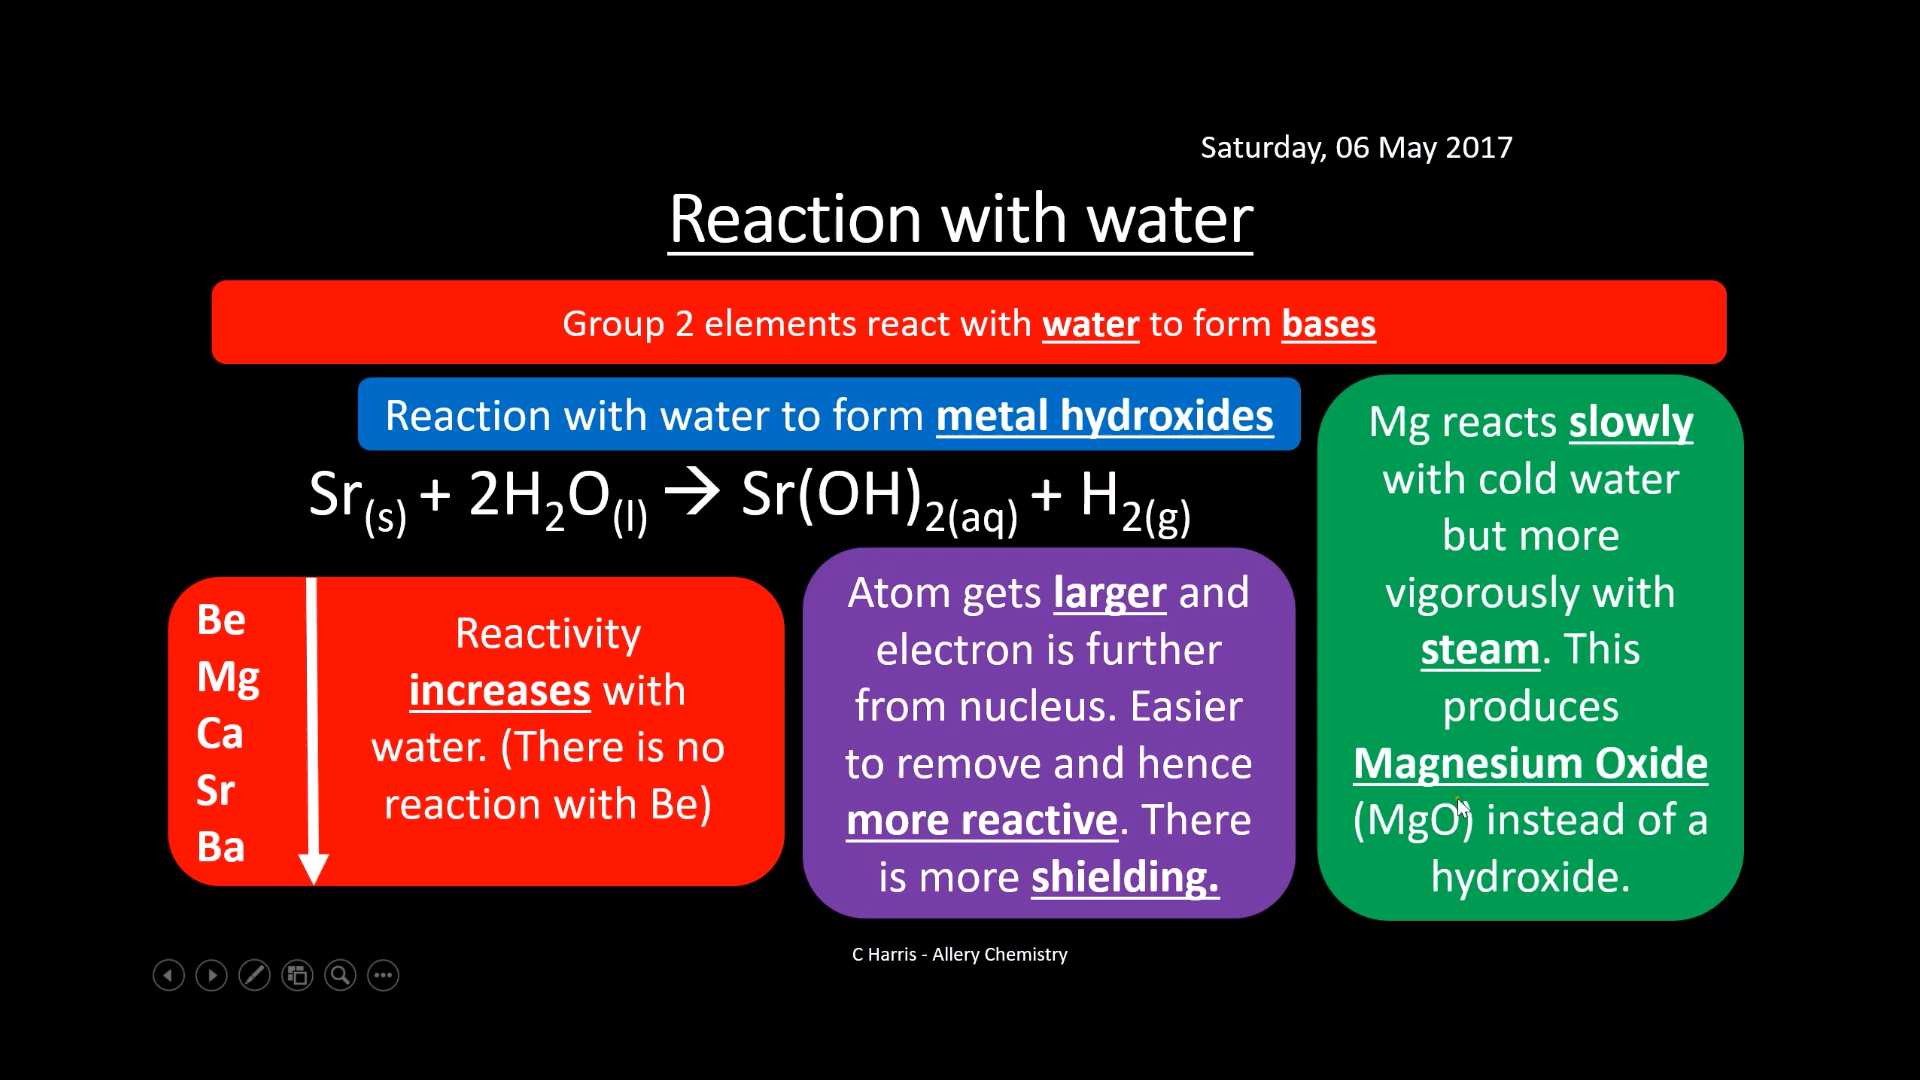 Saturday, 06 May 2017
Reaction with water
Group 2 elements react with water to form bases
Reaction with water to form metal hydroxides
Sr(s) + 2H2O(l) → Sr(OH)2(aq) + H2(g)
Be
Mg
Ca
Sr
Ba
Reactivity
increases with
water. (There is no
reaction with Be)
Atom gets larger and
electron is further
from nucleus. Easier
to remove and hence
more reactive. There
is more shielding.
Mg reacts slowly
with cold water
but more
vigorously with
steam. This
produces
Magnesium Oxide
(MgO) instead of a
hydroxide.
C Harris - Allery Chemistry